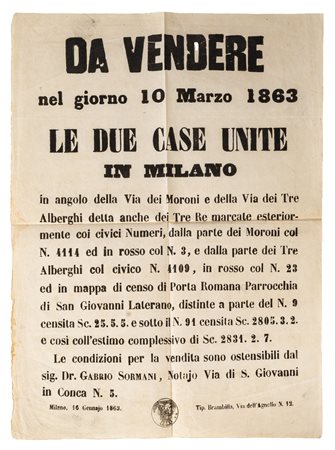 DA VENDERE
nel giorno 10 Marzo 1863
LE DUE CASE UNITE
IN MILANO
in angolo della Via dei Moroni e della Via dei Tre
Alberghi detta anche dei Tre Re marcate esterior-
mente coi civici Numeri, dalla parte dei Moroni col
N. 4114 ed in rosso col N. 3, e dalla parte dei Tre
Alberghi col civico N. 4109, in rosso col N. 23
ed in mappa di censo di Porta Romana Parrocchia
di San Giovanni Laterano, distinte a parte del N. 9
censita Sc. 25. 5. 5. e sotto il N. 91 censita Sc. 2805. 3. 2.
e così coll'estimo complessivo di Sc. 2831. 2. 7.
Le condizioni per la vendita sono ostensibili dal
sig. Dr. GABRIO SORMANI, Notajo Via di S. Giovanni
in Conca N. 5.
Milano, 16 Gennajo 1863.
Tip. Brambilla, Via dell'Agnello N. 12.